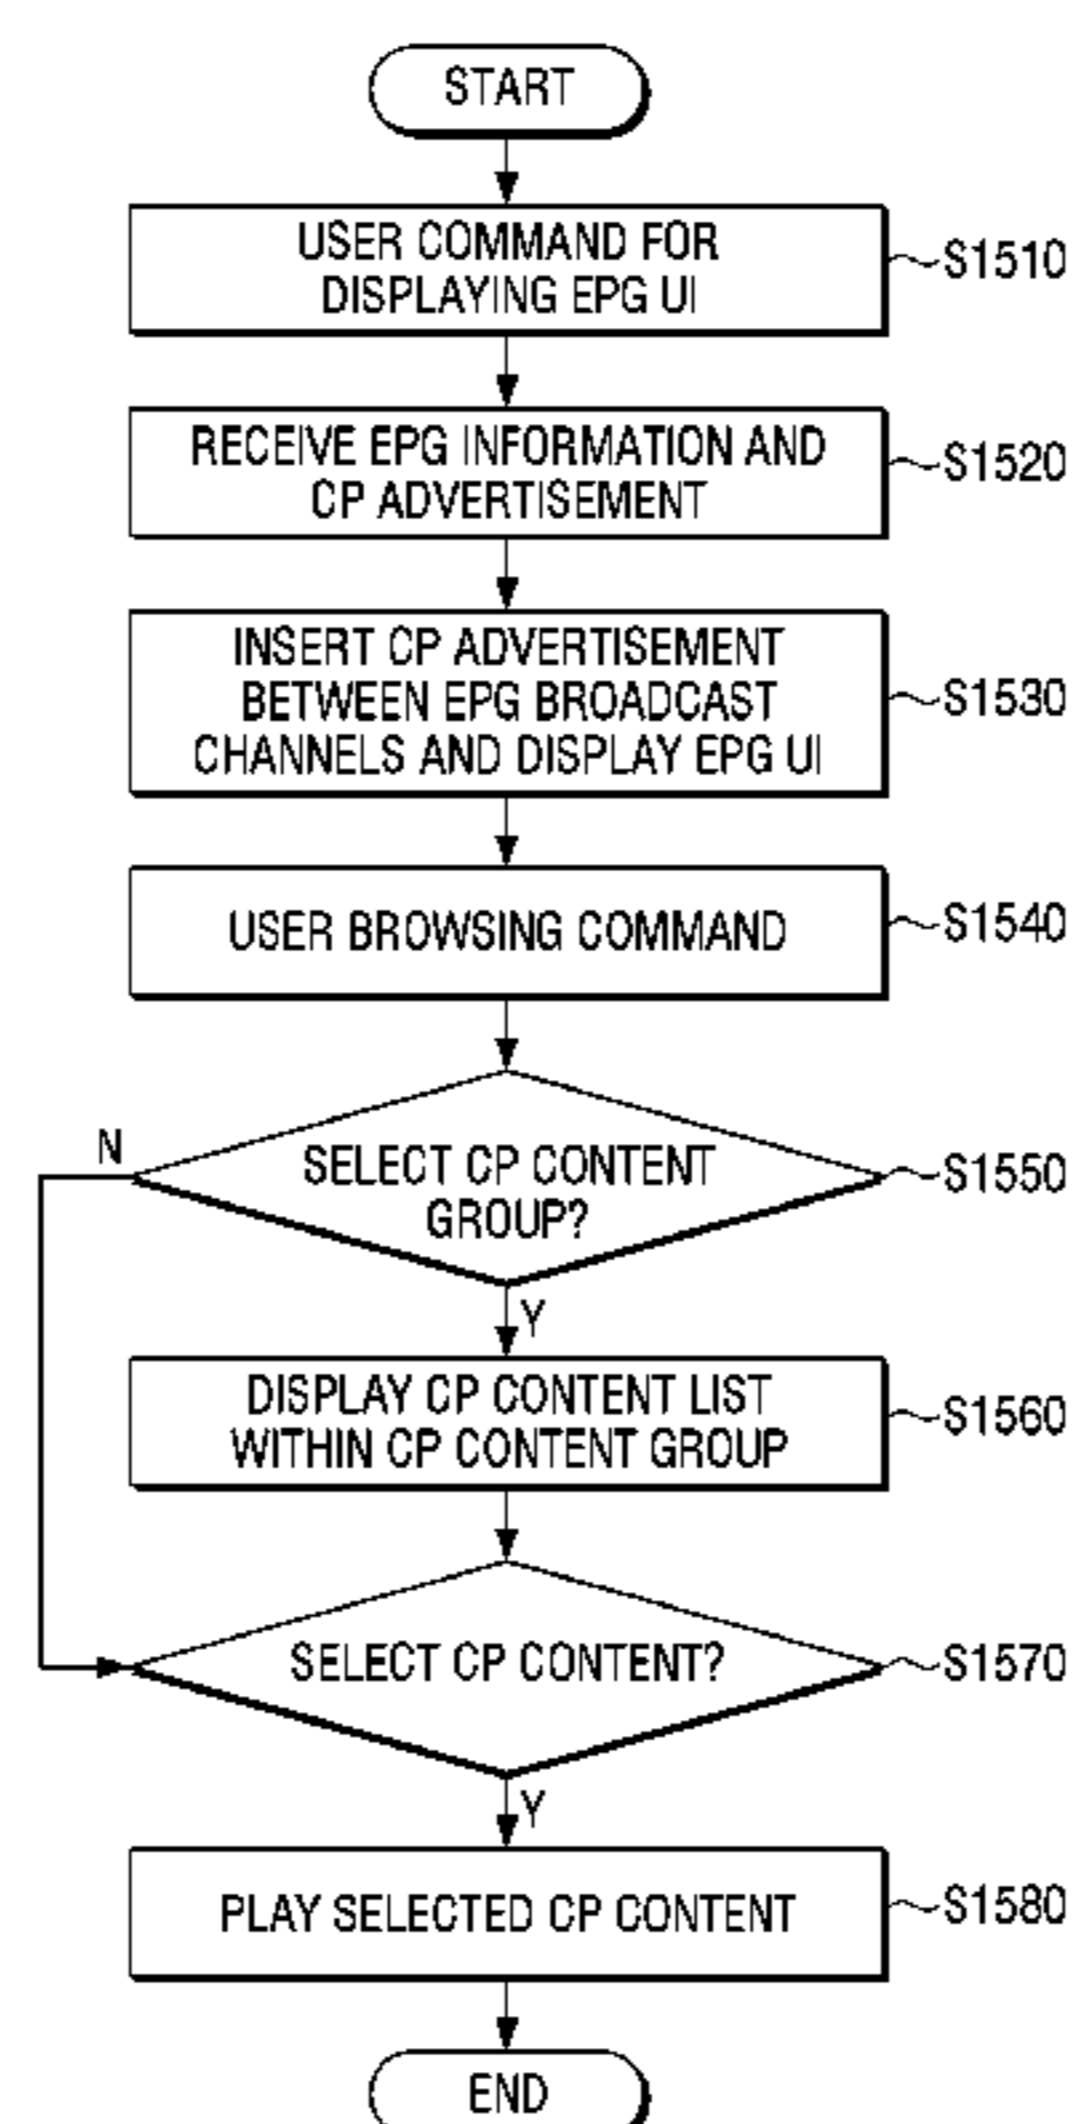 START
USER COMMAND FOR
DISPLAYING EPG UI
S1510
RECEIVE EPG INFORMATION AND
CP ADVERTISEMENT
S1520
INSERT CP ADVERTISEMENT
BETWEEN EPG BROADCAST
CHANNELS AND DISPLAY EPG UI
S1530
USER BROWSING COMMAND
S1540
N
SELECT CP CONTENT
GROUP?
S1550
Y
DISPLAY CP CONTENT LIST
WITHIN CP CONTENT GROUP
S1560
SELECT CP CONTENT?
S1570
Y
PLAY SELECTED CP CONTENT
S1580
END